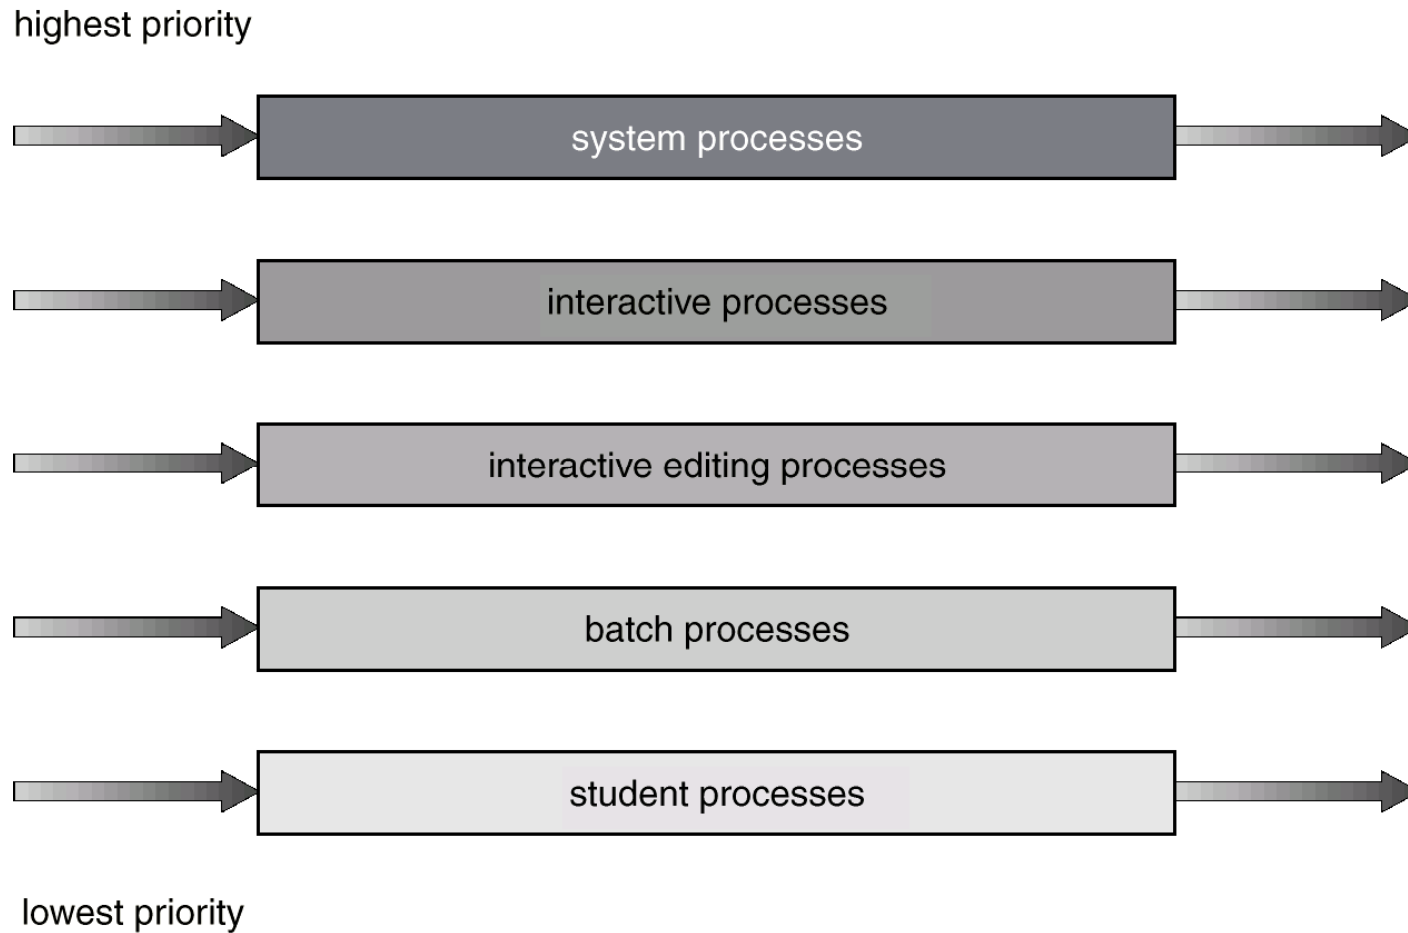 highest priority
system processes
interactive processes
interactive editing processes
batch processes
student processes
lowest priority